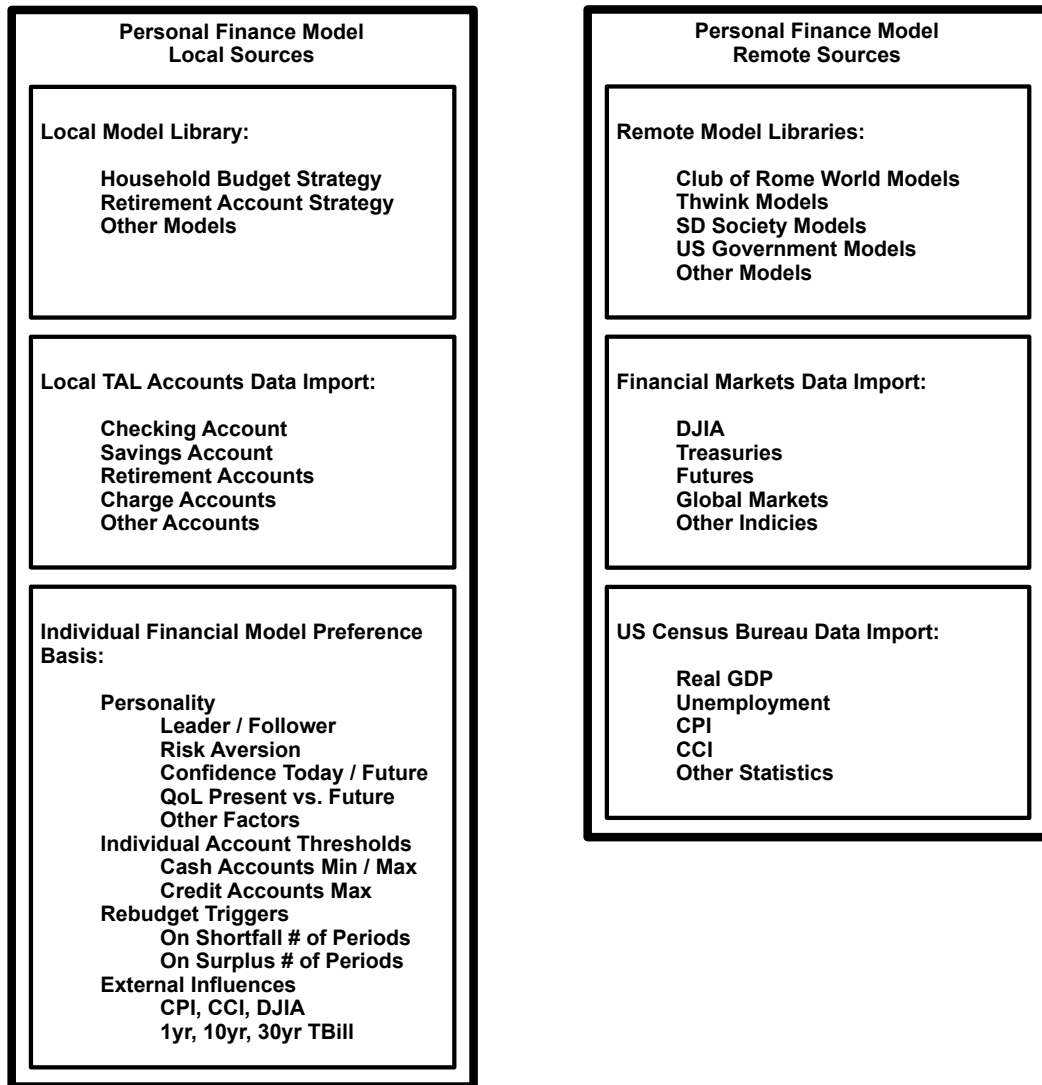 Personal Finance Model
Local Sources
Local Model Library:
Household Budget Strategy
Retirement Account Strategy
Other Models
Local TAL Accounts Data Import:
Checking Account
Savings Account
Retirement Accounts
Charge Accounts
Other Accounts
Individual Financial Model Preference
Basis:
Personality
Leader / Follower
Risk Aversion
Confidence Today / Future
QoL Present vs. Future
Other Factors
Individual Account Thresholds
Cash Accounts Min / Max
Credit Accounts Max
Rebudget Triggers
On Shortfall # of Periods
On Surplus # of Periods
External Influences
CPI, CCI, DJIA
1yr, 10yr, 30yr TBill
Personal Finance Model
Remote Sources
Remote Model Libraries:
Club of Rome World Models
Thwink Models
SD Society Models
US Government Models
Other Models
Financial Markets Data Import:
DJIA
Treasuries
Futures
Global Markets
Other Indicies
US Census Bureau Data Import:
Real GDP
Unemployment
CPI
CCI
Other Statistics